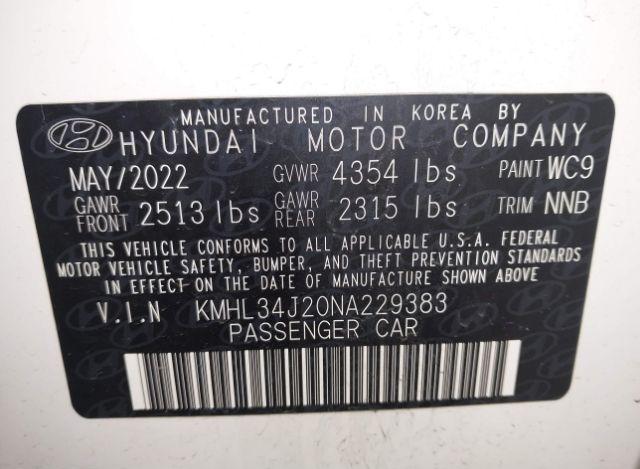 MANUFACTURED IN KOREA BY
HYUNDAI MOTOR COMPANY
MAY/2022 GVWR 4354 lbs PAINT WC9
GAWR FRONT 2513 lbs GAWR REAR 2315 lbs TRIM NNB
THIS VEHICLE CONFORMS TO ALL APPLICABLE U.S.A. FEDERAL
MOTOR VEHICLE SAFETY, BUMPER, AND THEFT PREVENTION STANDARDS
IN EFFECT ON THE DATE OF MANUFACTURE SHOWN ABOVE
V.I.N KMHL34J20NA229383
PASSENGER CAR